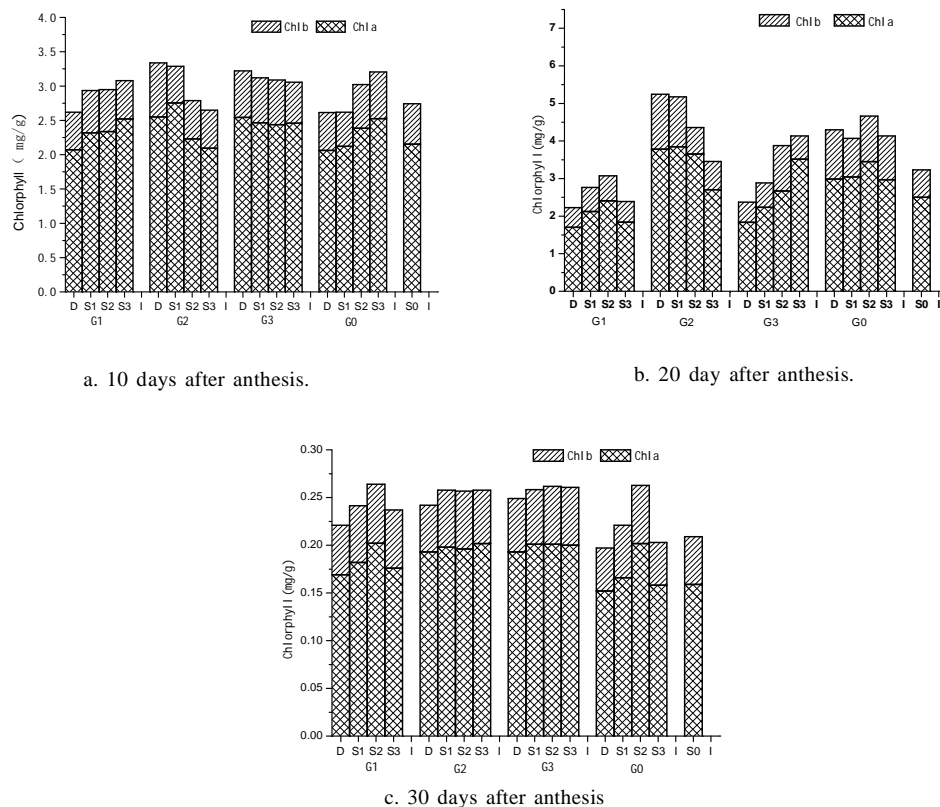 Chlb Chla
4.0
3.5
3.0
2.5
2.0
1.5
1.0
0.5
0.0
Chlorphyll ( mg/g)
D S1 S2 S3 I D S1 S2 S3 I D S1 S2 S3 I D S1 S2 S3 I S0 I
G1 G2 G3 G0
a. 10 days after anthesis.
Chlb Chla
7
6
5
4
3
2
1
0
Chlorphyll(mg/g)
D S1 S2 S3 I D S1 S2 S3 I D S1 S2 S3 I D S1 S2 S3 I S0 I
G1 G2 G3 G0
b. 20 day after anthesis.
Chlb Chla
0.30
0.25
0.20
0.15
0.10
0.05
0.00
Chlorphyll(mg/g)
D S1 S2 S3 I D S1 S2 S3 I D S1 S2 S3 I D S1 S2 S3 I S0 I
G1 G2 G3 G0
c. 30 days after anthesis